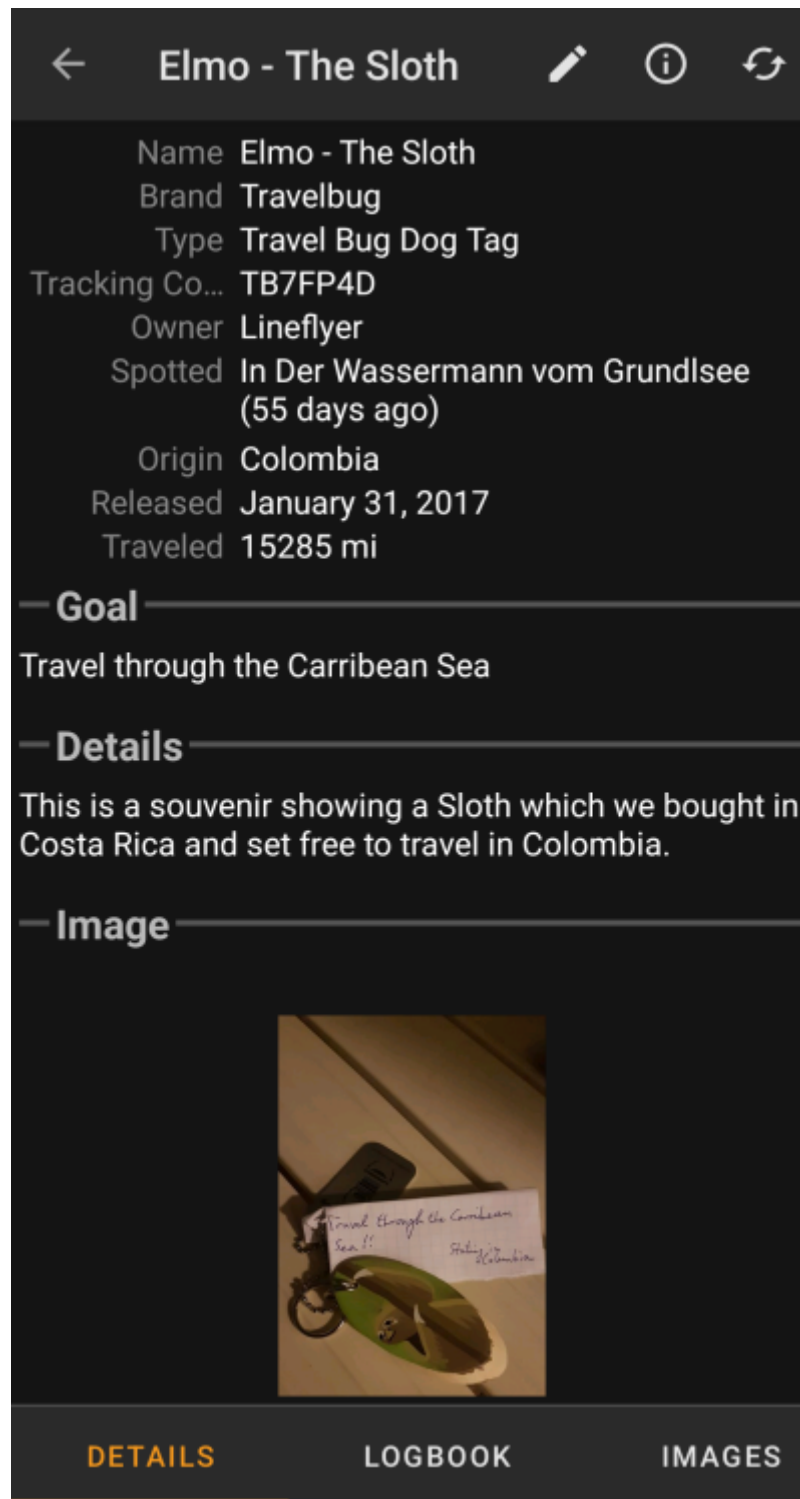 Elmo - The Sloth
Name Elmo - The Sloth
Brand Travelbug
Type Travel Bug Dog Tag
Tracking Co... TB7FP4D
Owner Lineflyer
Spotted In Der Wassermann vom Grundlsee
(55 days ago)
Origin Colombia
Released January 31, 2017
Traveled 15285 mi
Goal
Travel through the Carribean Sea
Details
This is a souvenir showing a Sloth which we bought in
Costa Rica and set free to travel in Colombia.
Image
Travel through the Carribean
Sea!!
in
Colombia
DETAILS LOGBOOK IMAGES